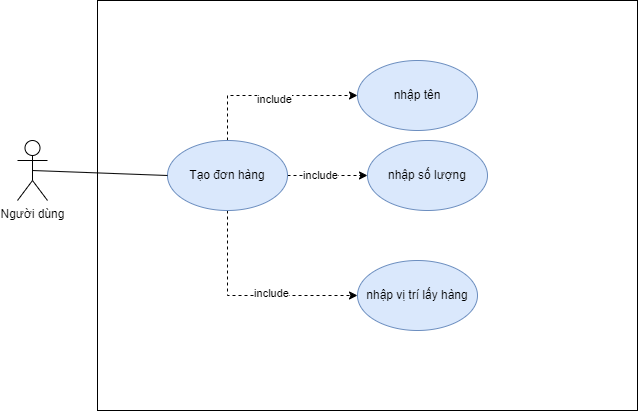 nhập tên
include
Tạo đơn hàng
include
nhập số lượng
Người dùng
include
nhập vị trí lấy hàng